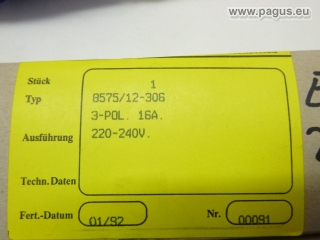 www.pagus.eu
Stück 1
Typ 8575/12-306
3-POL. 16A.
Ausführung 220-240V.
Techn. Daten
Fert.-Datum 01/92 Nr. 00091